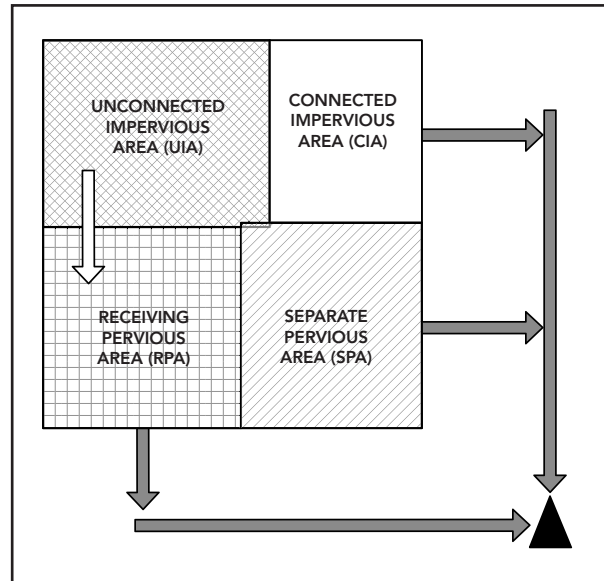 UNCONNECTED
IMPERVIOUS
AREA (UIA)
CONNECTED
IMPERVIOUS
AREA (CIA)
RECEIVING
PERVIOUS
AREA (RPA)
SEPARATE
PERVIOUS
AREA (SPA)